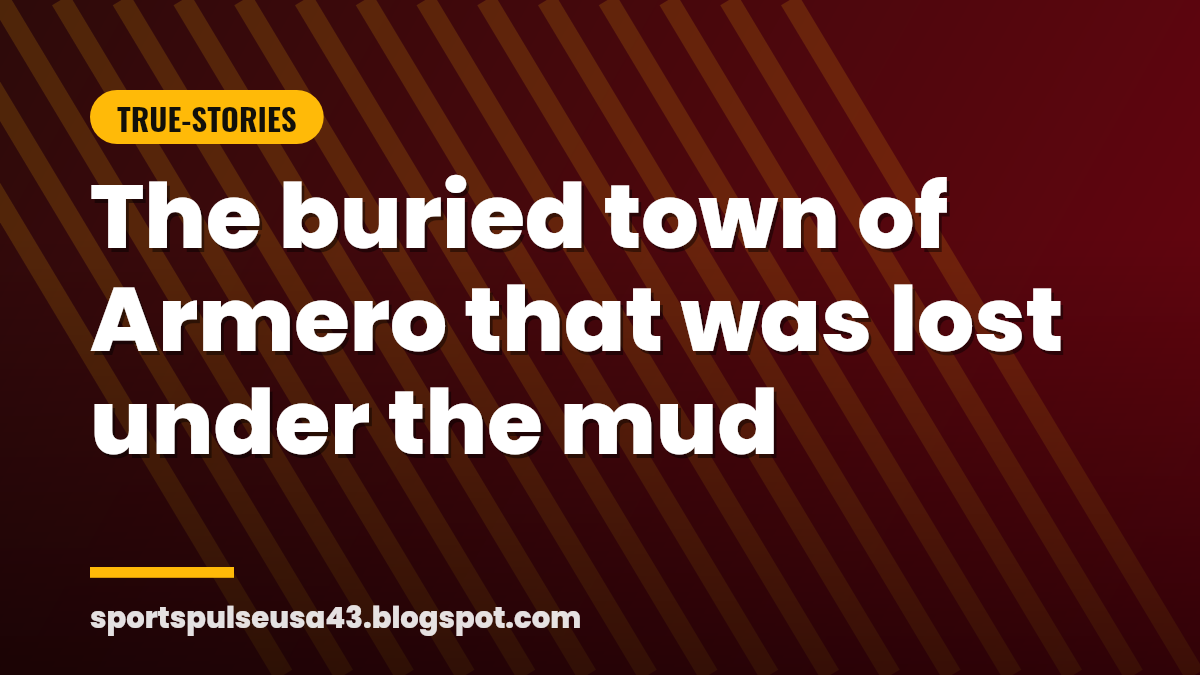 TRUE-STORIES
The buried town of
Armero that was lost
under the mud
sportspulseusa43.blogspot.com